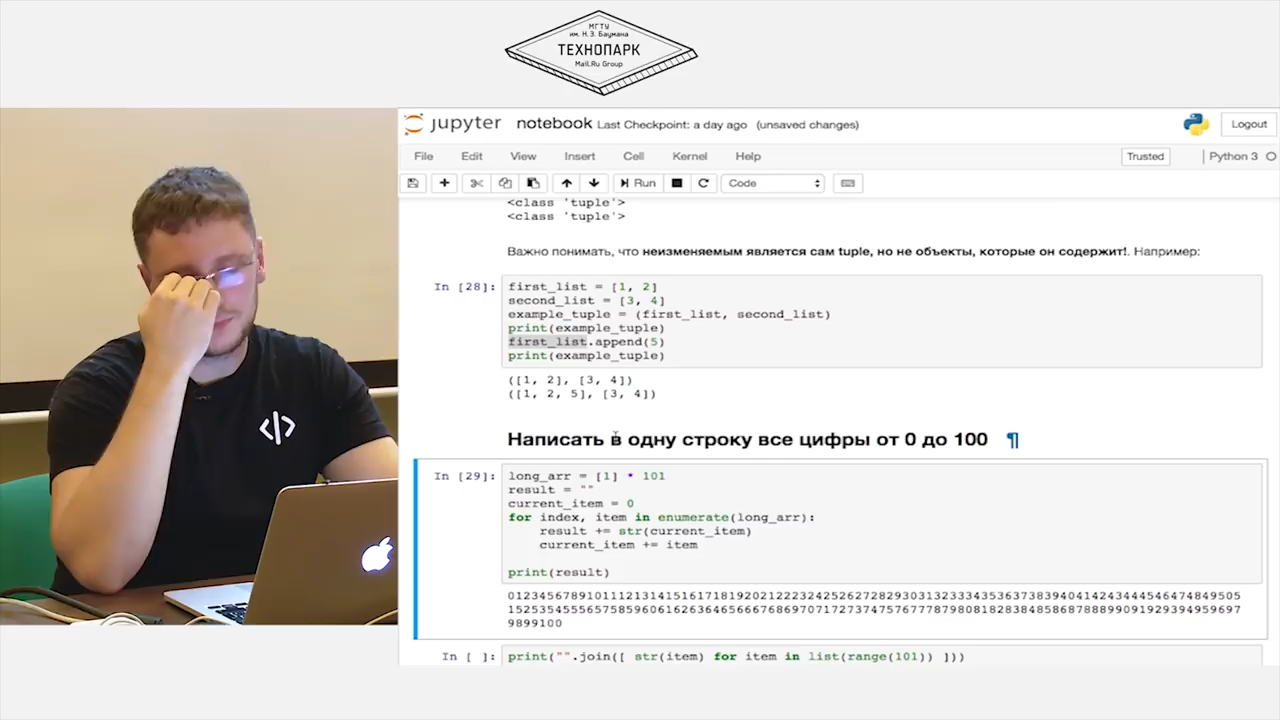 МГТУ
им. Н.Э. Баумана
ТЕХНОПАРК
Mail.Ru Group
jupyter notebook Last Checkpoint: a day ago (unsaved changes) Logout
File Edit View Insert Cell Kernel Help Trusted Python 3
Run Code
<class 'tuple'>
<class 'tuple'>
Важно понимать, что неизменяемым является сам tuple, но не объекты, которые он содержит!. Например:
In [28]: first_list = [1, 2]
second_list = [3, 4]
example_tuple = (first_list, second_list)
print(example_tuple)
first_list.append(5)
print(example_tuple)
([1, 2], [3, 4])
([1, 2, 5], [3, 4])
Написать в одну строку все цифры от 0 до 100 ¶
In [29]: long_arr = [1] * 101
result = ""
current_item = 0
for index, item in enumerate(long_arr):
result += str(current_item)
current_item += item
print(result)
012345678910111213141516171819202122232425262728293031323334353637383940414243444546474849505
15253545556575859606162636465666768697071727374757677787980818283848586878889909192939495969 7
9899100
In [ ]: print("".join([ str(item) for item in list(range(101)) ]))